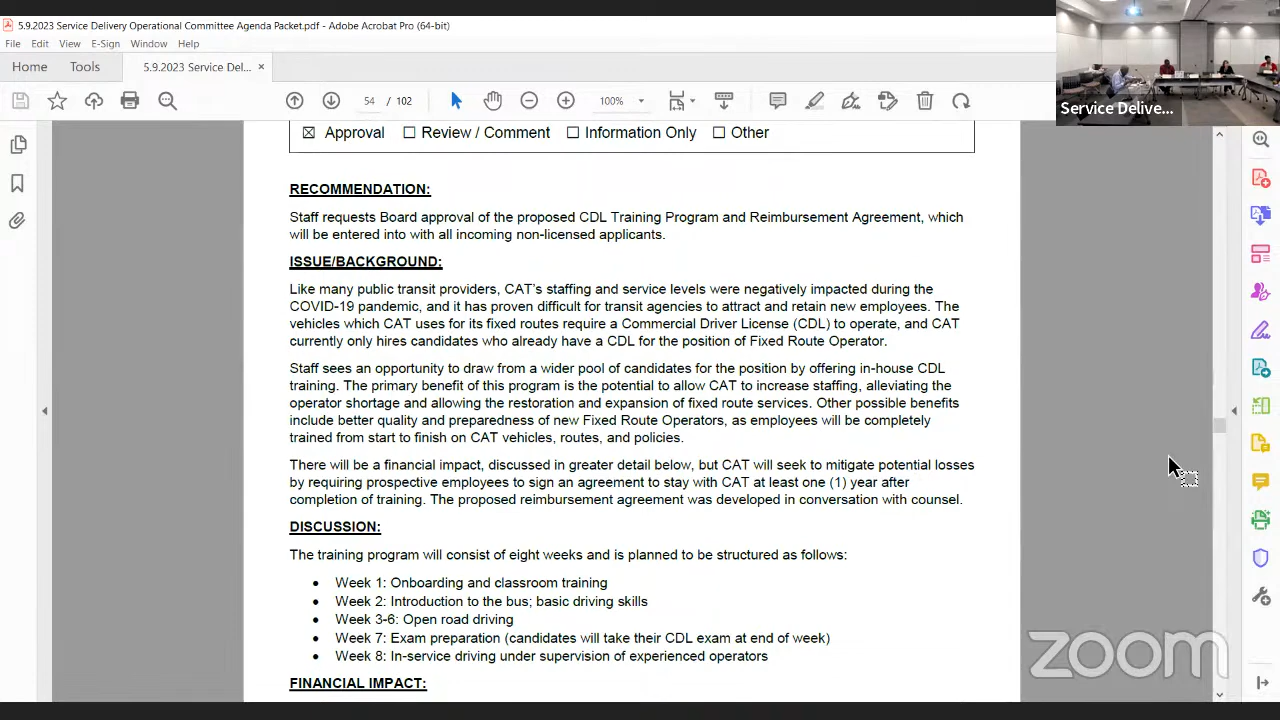 5.9.2023 Service Delivery Operational Committee Agenda Packet.pdf - Adobe Acrobat Pro (64-bit)
File Edit View E-Sign Window Help
Home Tools 5.9.2023 Service Del... ×
54 / 102 100%
Service Delive...
☒ Approval ☐ Review / Comment ☐ Information Only ☐ Other
RECOMMENDATION:
Staff requests Board approval of the proposed CDL Training Program and Reimbursement Agreement, which
will be entered into with all incoming non-licensed applicants.
ISSUE/BACKGROUND:
Like many public transit providers, CAT's staffing and service levels were negatively impacted during the
COVID-19 pandemic, and it has proven difficult for transit agencies to attract and retain new employees. The
vehicles which CAT uses for its fixed routes require a Commercial Driver License (CDL) to operate, and CAT
currently only hires candidates who already have a CDL for the position of Fixed Route Operator.
Staff sees an opportunity to draw from a wider pool of candidates for the position by offering in-house CDL
training. The primary benefit of this program is the potential to allow CAT to increase staffing, alleviating the
operator shortage and allowing the restoration and expansion of fixed route services. Other possible benefits
include better quality and preparedness of new Fixed Route Operators, as employees will be completely
trained from start to finish on CAT vehicles, routes, and policies.
There will be a financial impact, discussed in greater detail below, but CAT will seek to mitigate potential losses
by requiring prospective employees to sign an agreement to stay with CAT at least one (1) year after
completion of training. The proposed reimbursement agreement was developed in conversation with counsel.
DISCUSSION:
The training program will consist of eight weeks and is planned to be structured as follows:
• Week 1: Onboarding and classroom training
• Week 2: Introduction to the bus; basic driving skills
• Week 3-6: Open road driving
• Week 7: Exam preparation (candidates will take their CDL exam at end of week)
• Week 8: In-service driving under supervision of experienced operators
FINANCIAL IMPACT:
zoom